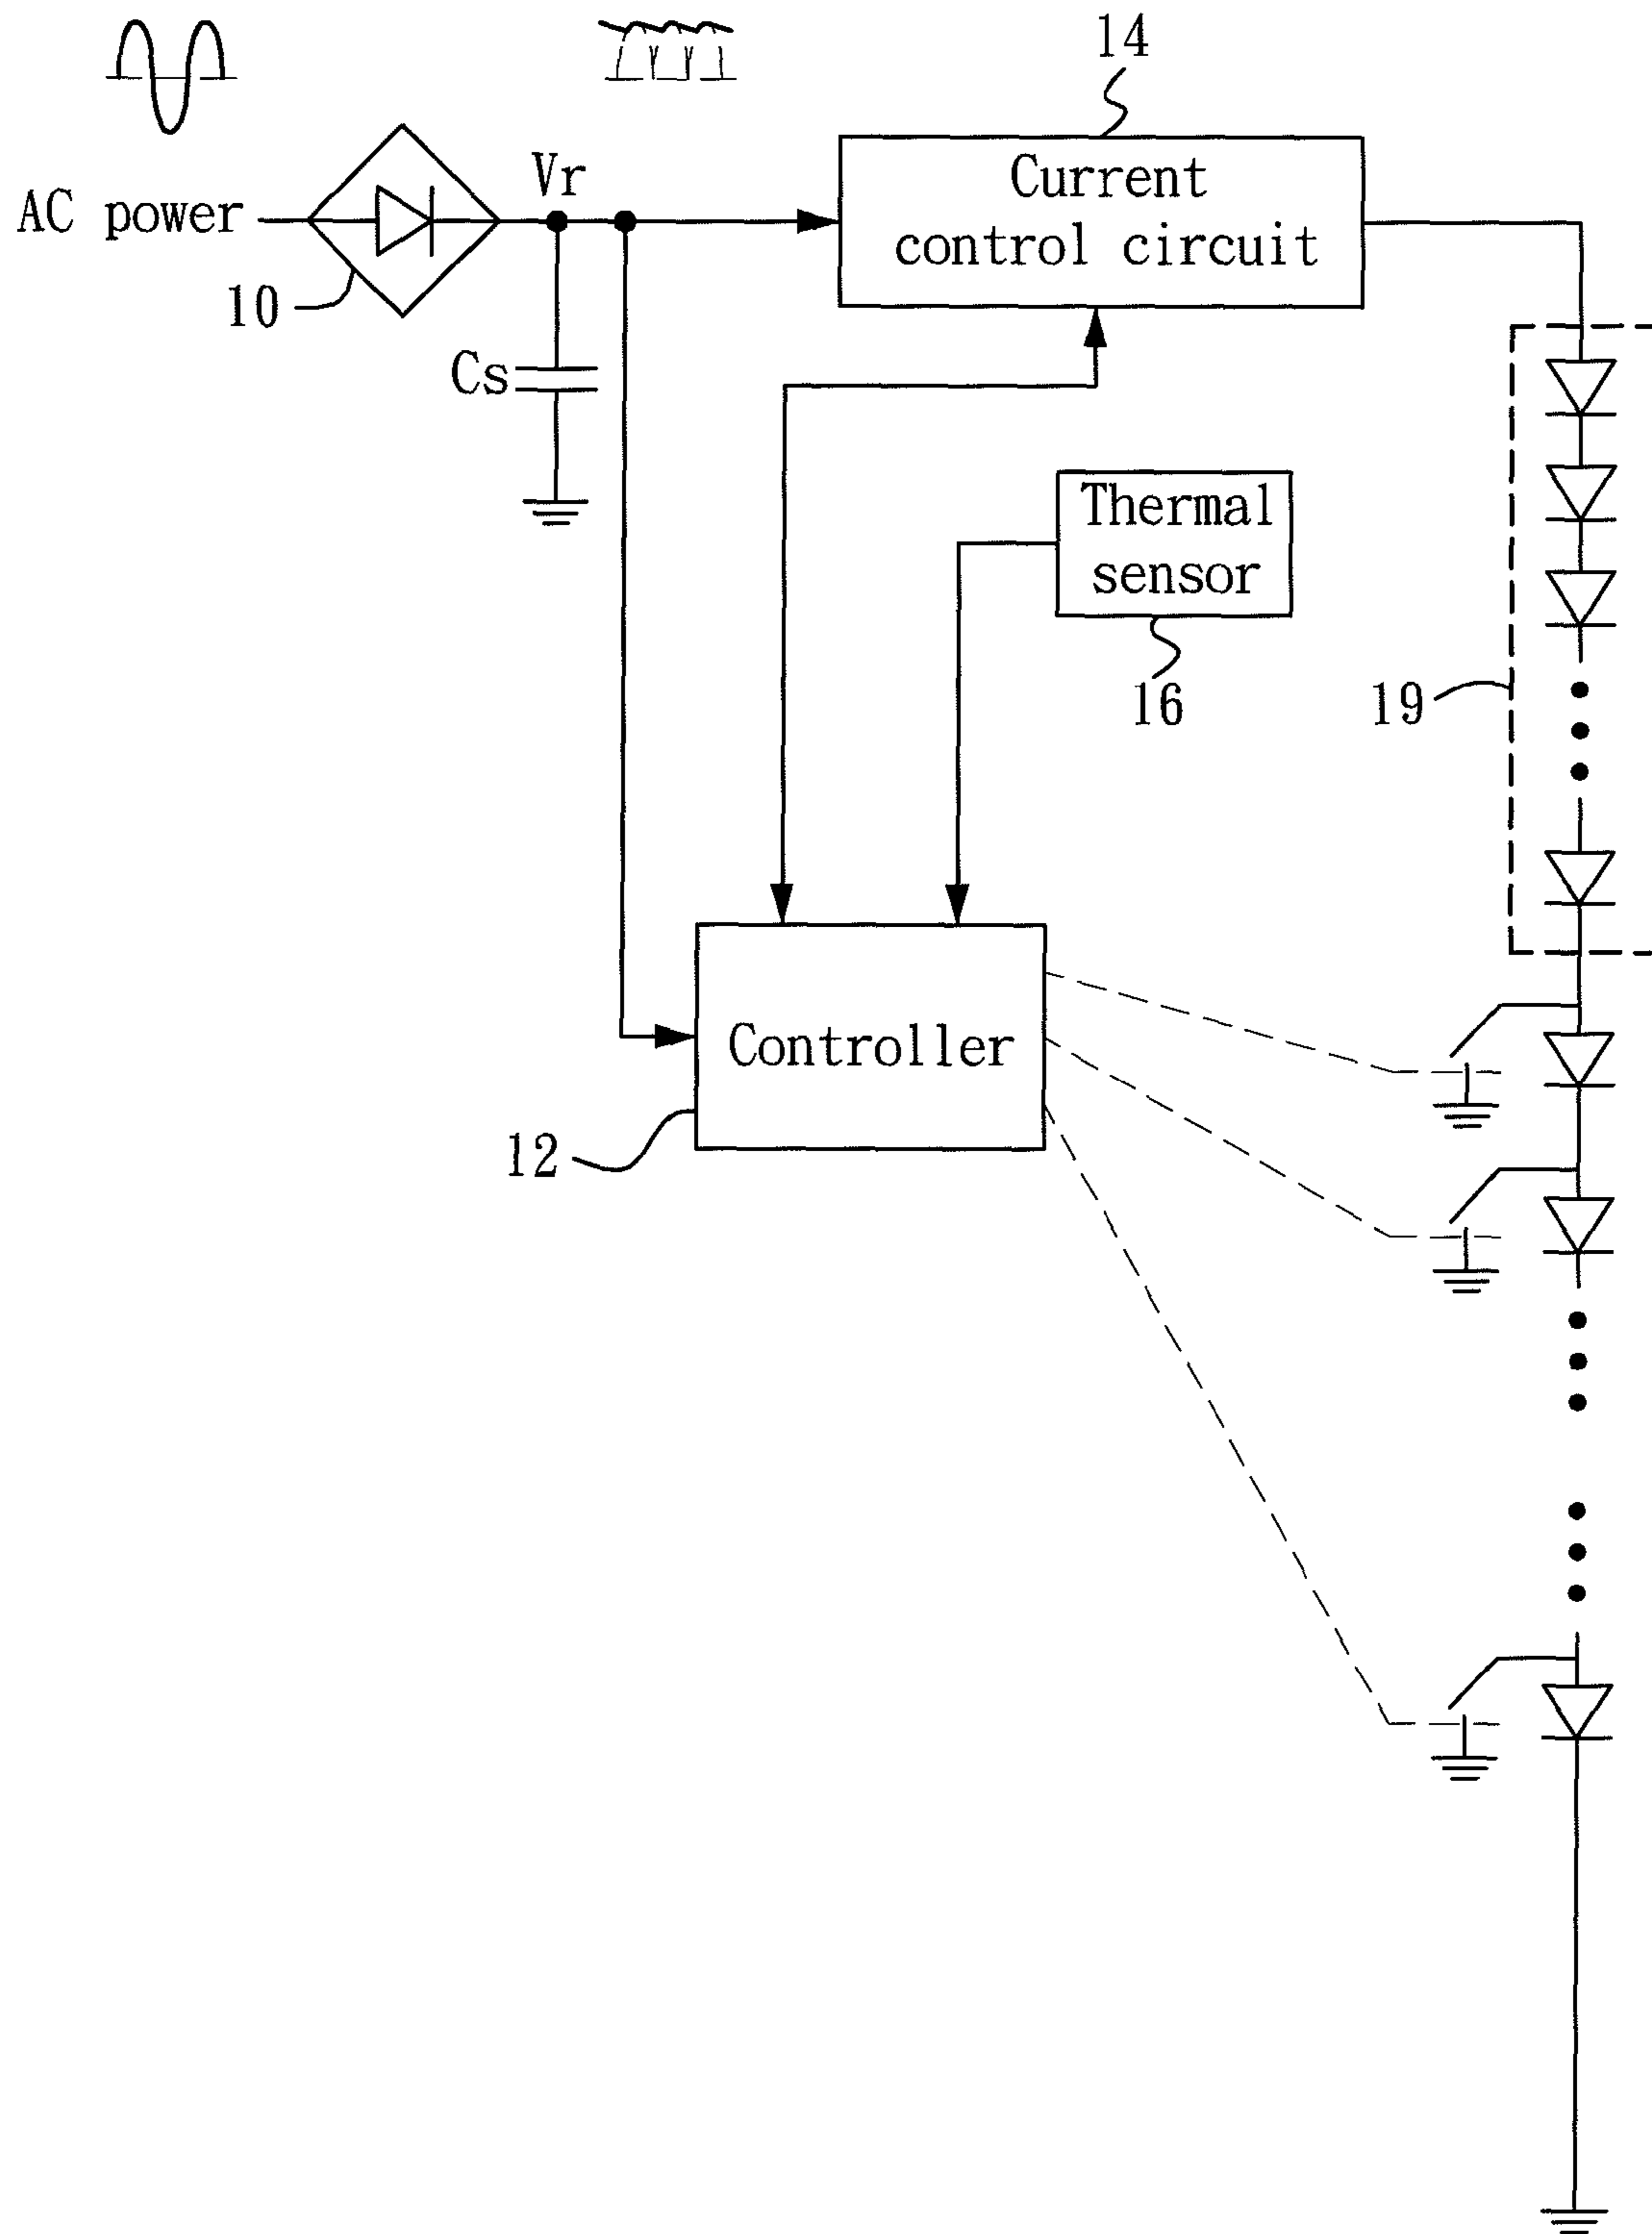 14
Vr
Current
control circuit
AC power
10
Cs
Thermal
sensor
16
19
Controller
12